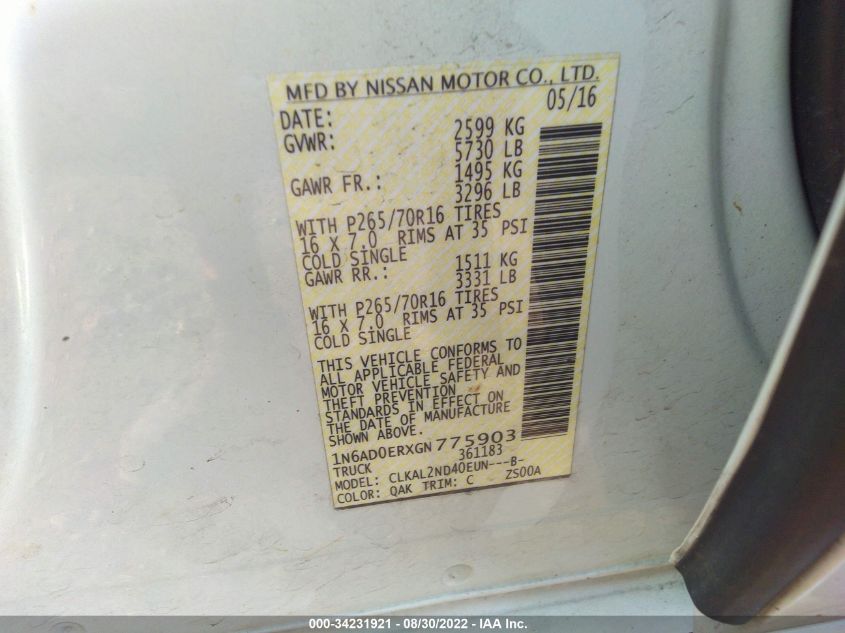 MFD BY NISSAN MOTOR CO., LTD.
DATE: 05/16
GVWR: 2599 KG
5730 LB
GAWR FR.: 1495 KG
3296 LB
WITH P265/70R16 TIRES
16 X 7.0 RIMS AT 35 PSI
COLD SINGLE
GAWR RR.: 1511 KG
3331 LB
WITH P265/70R16 TIRES
16 X 7.0 RIMS AT 35 PSI
COLD SINGLE
THIS VEHICLE CONFORMS TO
ALL APPLICABLE FEDERAL
MOTOR VEHICLE SAFETY AND
THEFT PREVENTION
STANDARDS IN EFFECT ON
THE DATE OF MANUFACTURE
SHOWN ABOVE.
1N6AD0ERXGN775903
TRUCK 361183
MODEL: CLKAL2ND40EUN---B-
COLOR: QAK TRIM: C ZS00A
000-34231921 - 08/30/2022 - IAA Inc.